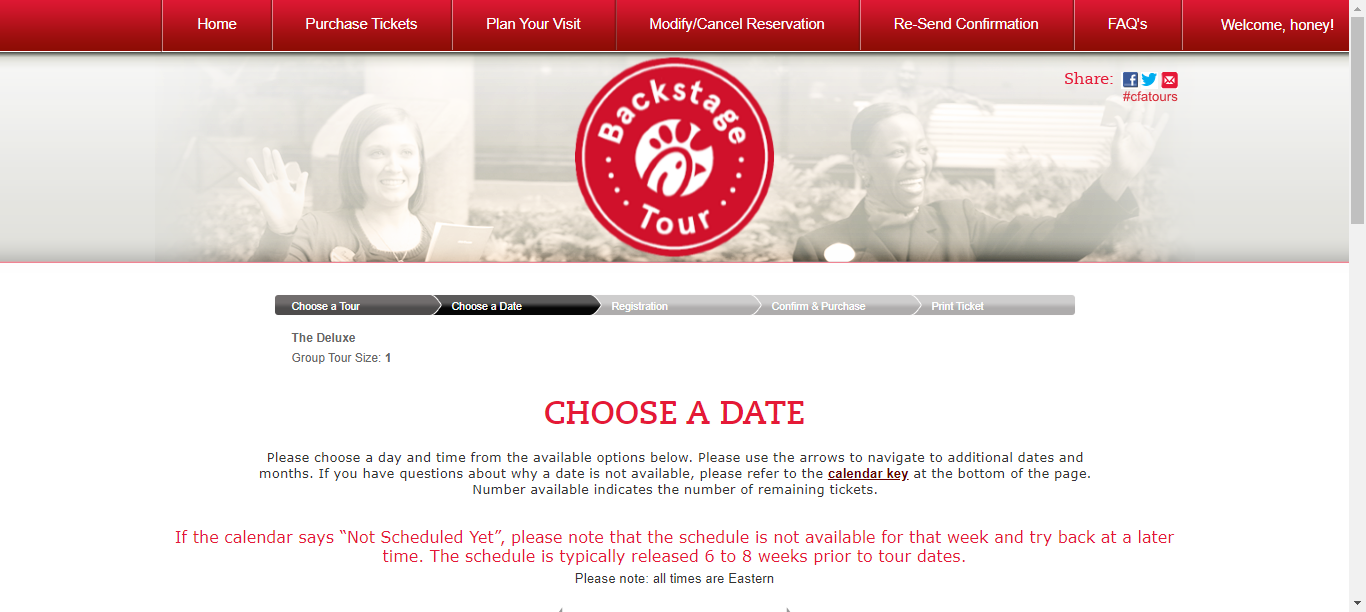 Home
Purchase Tickets
Plan Your Visit
Modify/Cancel Reservation
Re-Send Confirmation
FAQ's
Welcome, honey!
Backstage
Tour
Share:
#cfatours
Choose a Tour
Choose a Date
Registration
Confirm & Purchase
Print Ticket
The Deluxe
Group Tour Size: 1
CHOOSE A DATE
Please choose a day and time from the available options below. Please use the arrows to navigate to additional dates and
months. If you have questions about why a date is not available, please refer to the calendar key at the bottom of the page.
Number available indicates the number of remaining tickets.
If the calendar says “Not Scheduled Yet”, please note that the schedule is not available for that week and try back at a later
time. The schedule is typically released 6 to 8 weeks prior to tour dates.
Please note: all times are Eastern